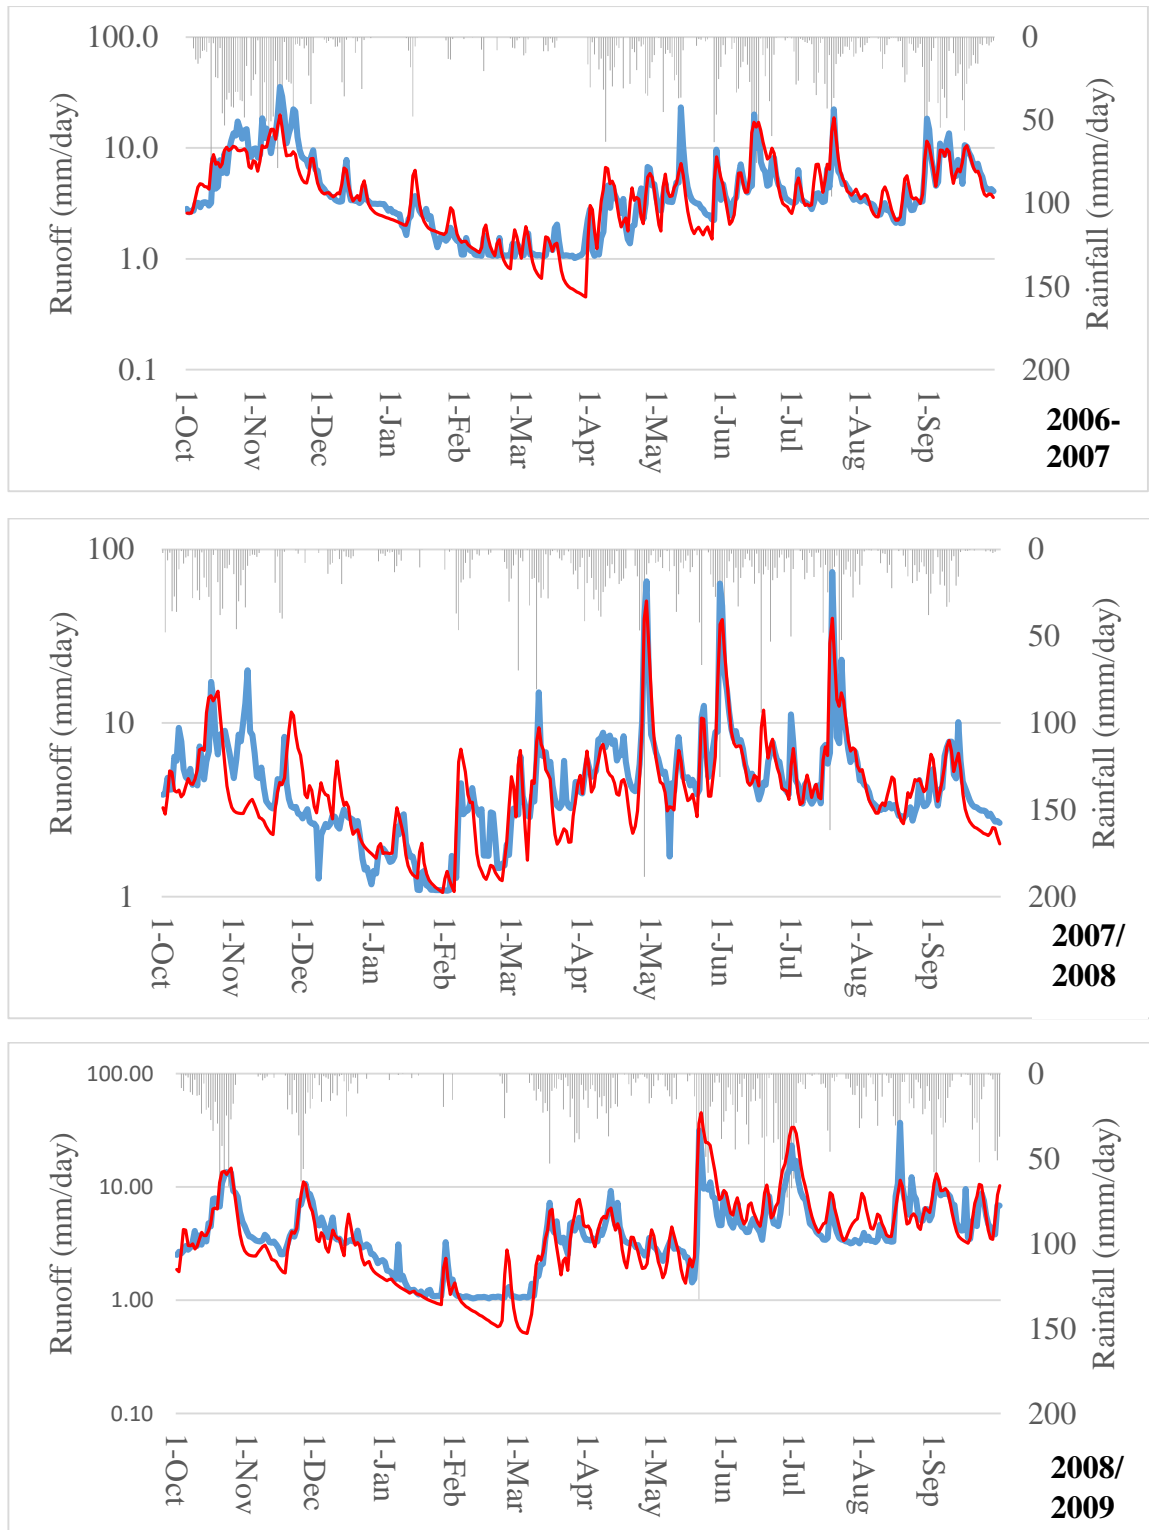 100.0
10.0
1.0
0.1
Runoff (mm/day)
0
50
100
150
200
Rainfall (nmm/day)
1-Oct
1-Nov
1-Dec
1-Jan
1-Feb
1-Mar
1-Apr
1-May
1-Jun
1-Jul
1-Aug
1-Sep
2006-
2007
100
10
1
Runoff (mm/day)
0
50
100
150
200
Rainfall (nmm/day)
1-Oct
1-Nov
1-Dec
1-Jan
1-Feb
1-Mar
1-Apr
1-May
1-Jun
1-Jul
1-Aug
1-Sep
2007/
2008
100.00
10.00
1.00
0.10
Runoff (mm/day)
0
50
100
150
200
Rainfall (nmm/day)
1-Oct
1-Nov
1-Dec
1-Jan
1-Feb
1-Mar
1-Apr
1-May
1-Jun
1-Jul
1-Aug
1-Sep
2008/
2009